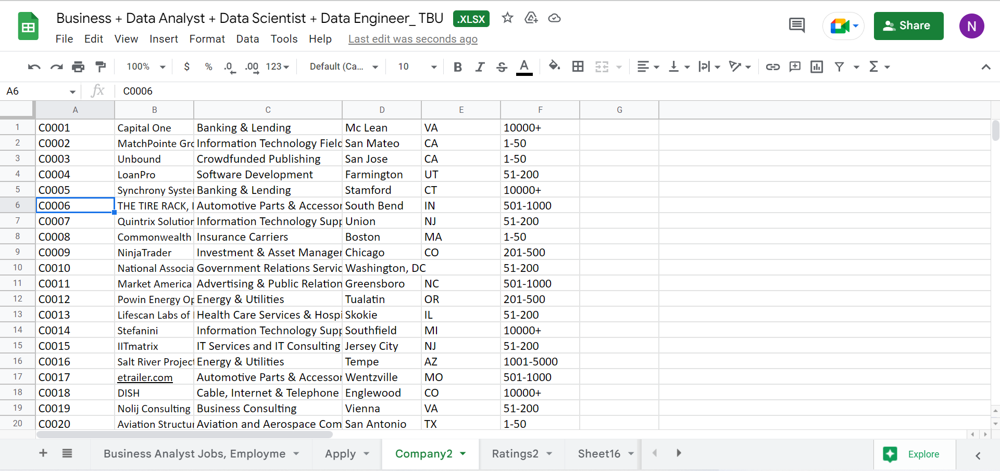 Business + Data Analyst + Data Scientist + Data Engineer_ TBU .XLSX
File Edit View Insert Format Data Tools Help Last edit was seconds ago
Share
N
100% $ % .0 .00 123 Default (Ca... 10 B I S A Σ
A6 fx C0006
A B C D E F G
1 C0001 Capital One Banking & Lending Mc Lean VA 10000+
2 C0002 MatchPointe Grc Information Technology Field San Mateo CA 1-50
3 C0003 Unbound Crowdfunded Publishing San Jose CA 1-50
4 C0004 LoanPro Software Development Farmington UT 51-200
5 C0005 Synchrony Syster Banking & Lending Stamford CT 10000+
6 C0006 THE TIRE RACK, I Automotive Parts & Accessor South Bend IN 501-1000
7 C0007 Quintrix Solution Information Technology Supp Union NJ 51-200
8 C0008 Commonwealth Insurance Carriers Boston MA 1-50
9 C0009 NinjaTrader Investment & Asset Manager Chicago CO 201-500
10 C0010 National Associa Government Relations Servic Washington, DC 51-200
11 C0011 Market America Advertising & Public Relation Greensboro NC 501-1000
12 C0012 Powin Energy Op Energy & Utilities Tualatin OR 201-500
13 C0013 Lifescan Labs of Health Care Services & Hospi Skokie IL 51-200
14 C0014 Stefanini Information Technology Supp Southfield MI 10000+
15 C0015 IITmatrix IT Services and IT Consulting Jersey City NJ 51-200
16 C0016 Salt River Project Energy & Utilities Tempe AZ 1001-5000
17 C0017 etrailer.com Automotive Parts & Accessor Wentzville MO 501-1000
18 C0018 DISH Cable, Internet & Telephone Englewood CO 10000+
19 C0019 Nolij Consulting Business Consulting Vienna VA 51-200
20 C0020 Aviation Structur Aviation and Aerospace Com San Antonio TX 1-50
+ Business Analyst Jobs, Employme Apply Company2 Ratings2 Sheet16 Explore